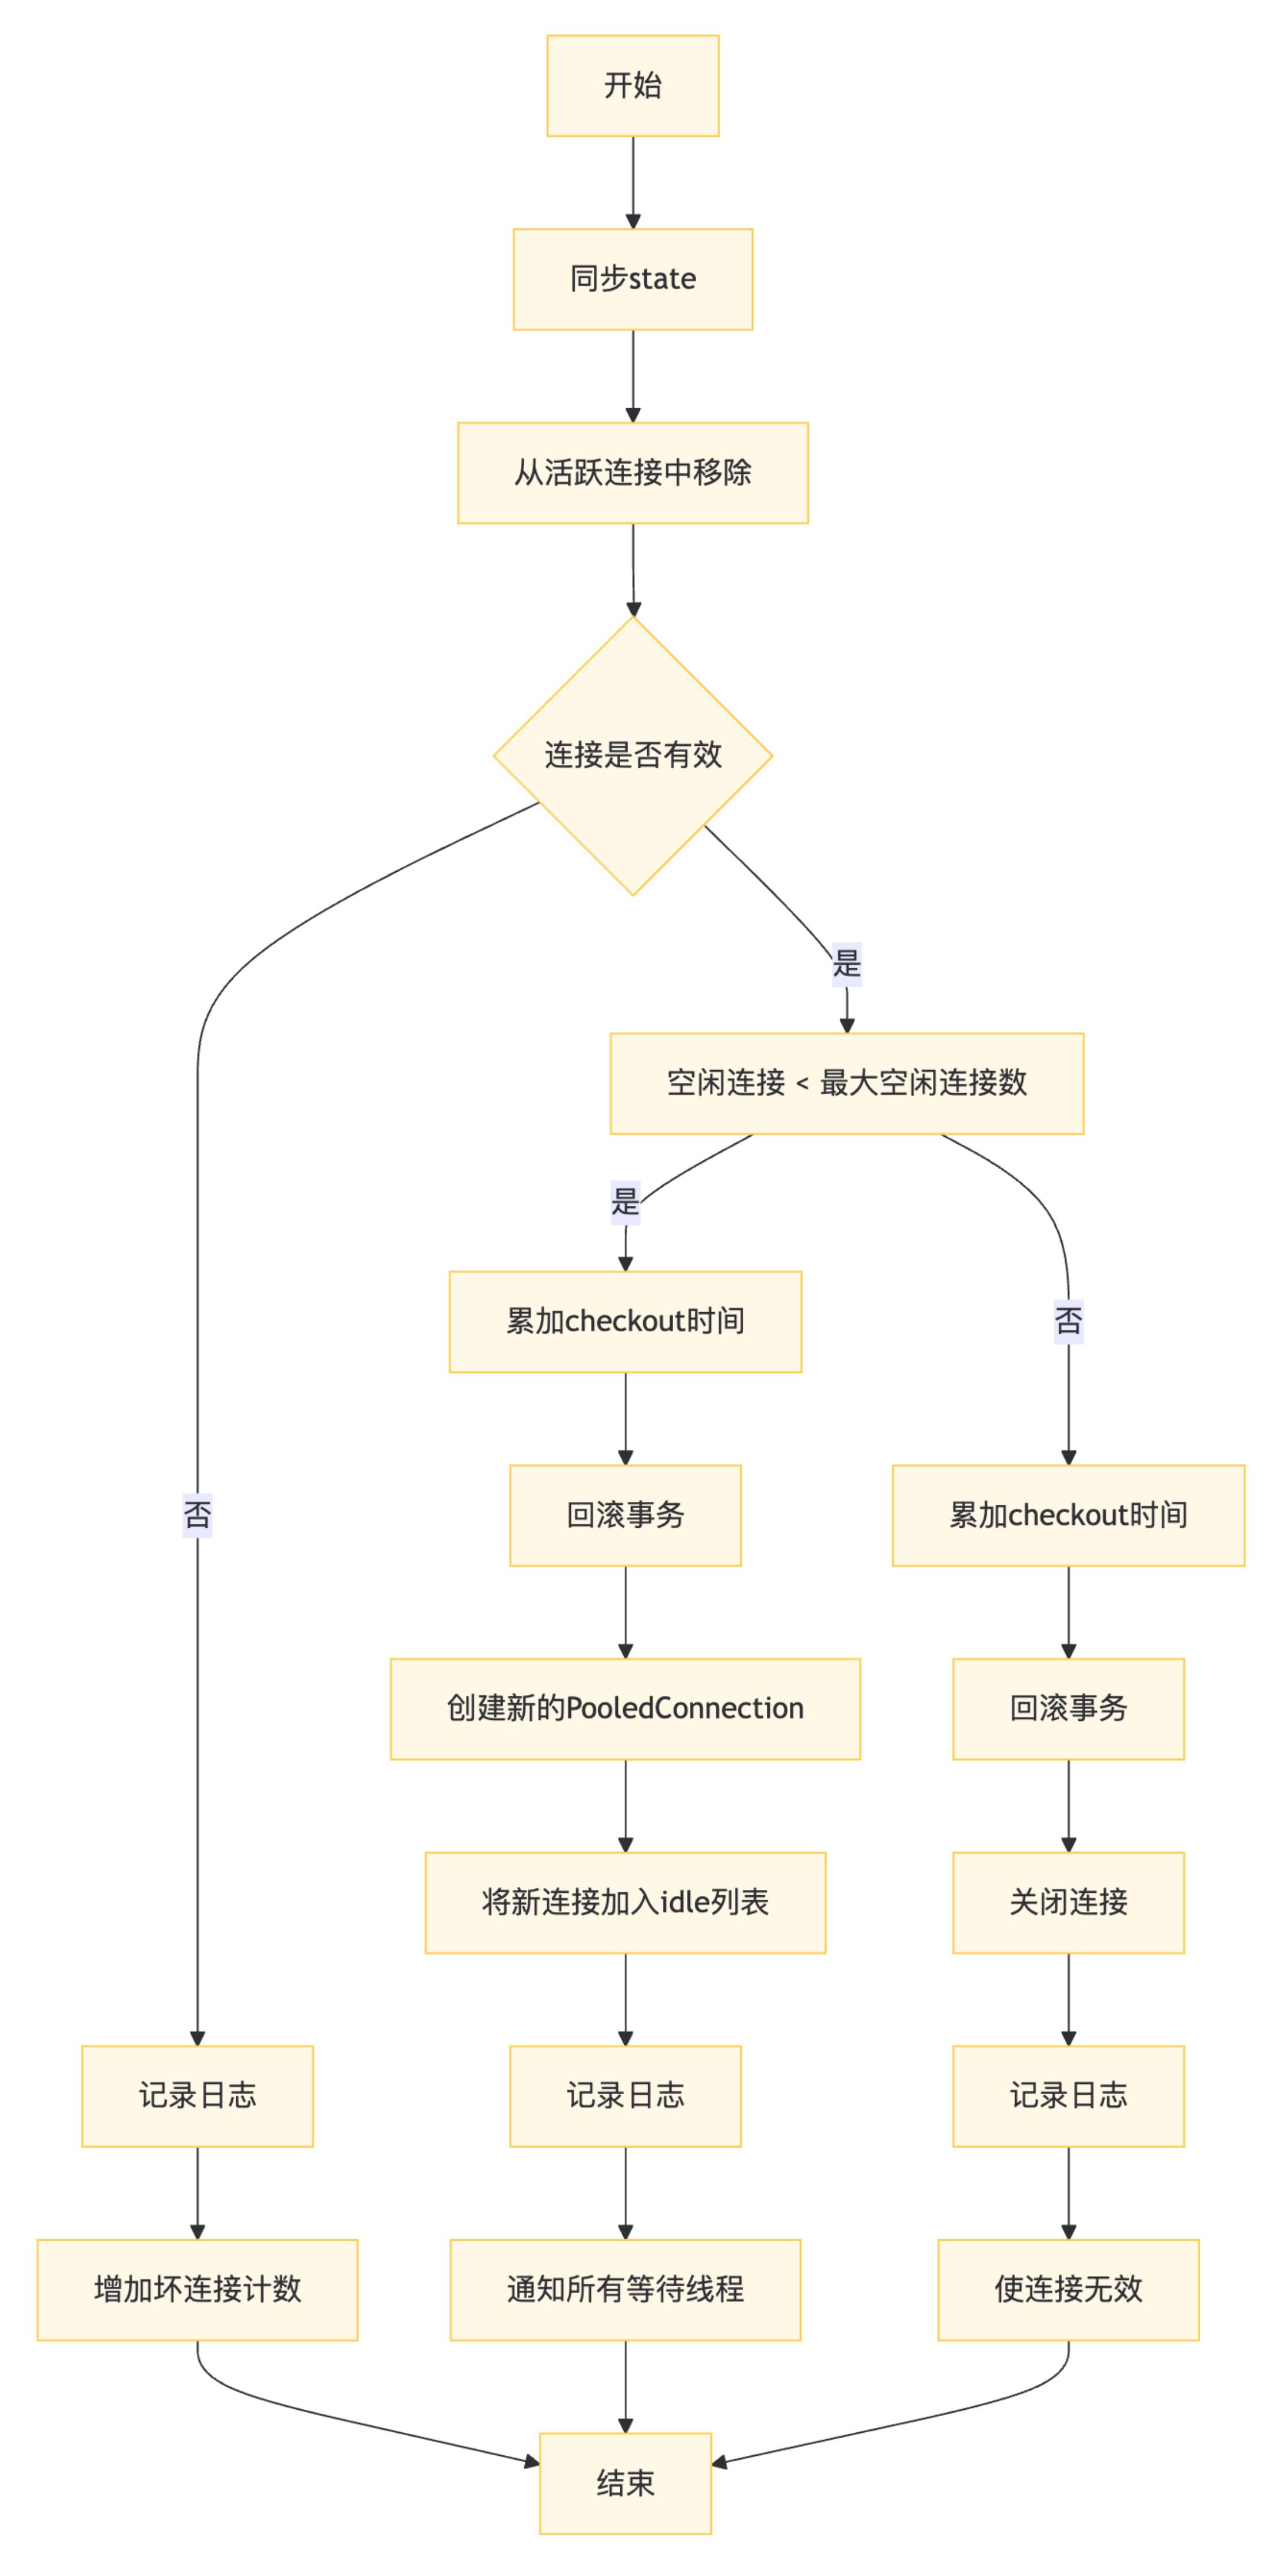 开始
同步state
从活跃连接中移除
连接是否有效
是
空闲连接 < 最大空闲连接数
是
否
累加checkout时间
否
回滚事务
累加checkout时间
创建新的PooledConnection
回滚事务
将新连接加入idle列表
关闭连接
记录日志
记录日志
记录日志
增加坏连接计数
通知所有等待线程
使连接无效
结束